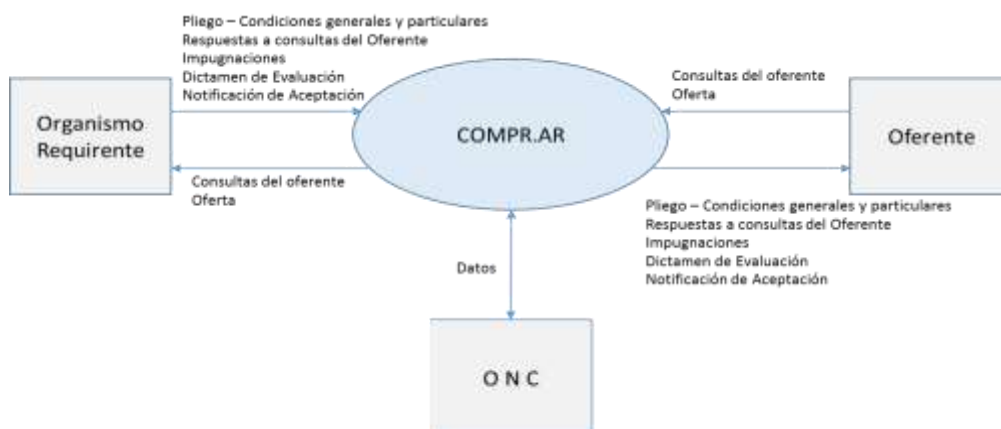 Pliego – Condiciones generales y particulares
Respuestas a consultas del Oferente
Impugnaciones
Dictamen de Evaluación
Notificación de Aceptación
Organismo
Requirente
Consultas del oferente
Oferta
COMPR.AR
Consultas del oferente
Oferta
Oferente
Pliego – Condiciones generales y particulares
Respuestas a consultas del Oferente
Impugnaciones
Dictamen de Evaluación
Notificación de Aceptación
Datos
O N C